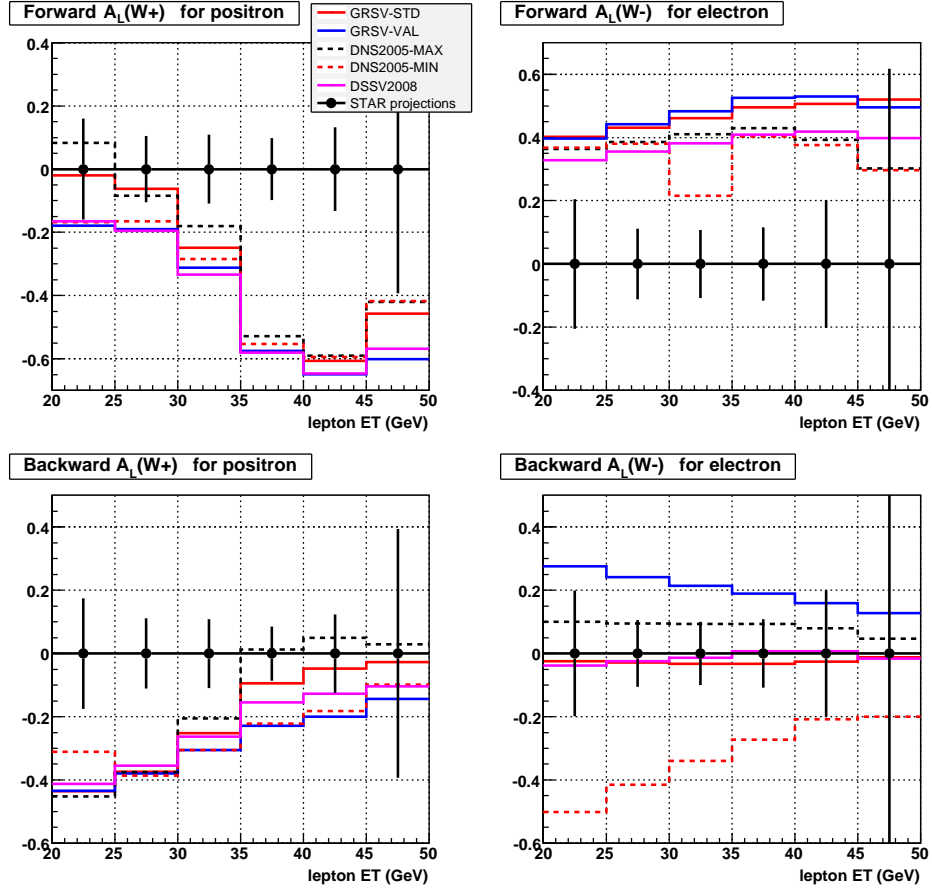 Forward A_L(W+) for positron
0.4
0.2
0
-0.2
-0.4
-0.6
20 25 30 35 40 45 50
lepton ET (GeV)
GRSV-STD
GRSV-VAL
DNS2005-MAX
DNS2005-MIN
DSSV2008
STAR projections
Forward A_L(W-) for electron
0.6
0.4
0.2
0
-0.2
-0.4
20 25 30 35 40 45 50
lepton ET (GeV)
Backward A_L(W+) for positron
0.4
0.2
0
-0.2
-0.4
-0.6
20 25 30 35 40 45 50
lepton ET (GeV)
Backward A_L(W-) for electron
0.4
0.2
0
-0.2
-0.4
-0.6
20 25 30 35 40 45 50
lepton ET (GeV)